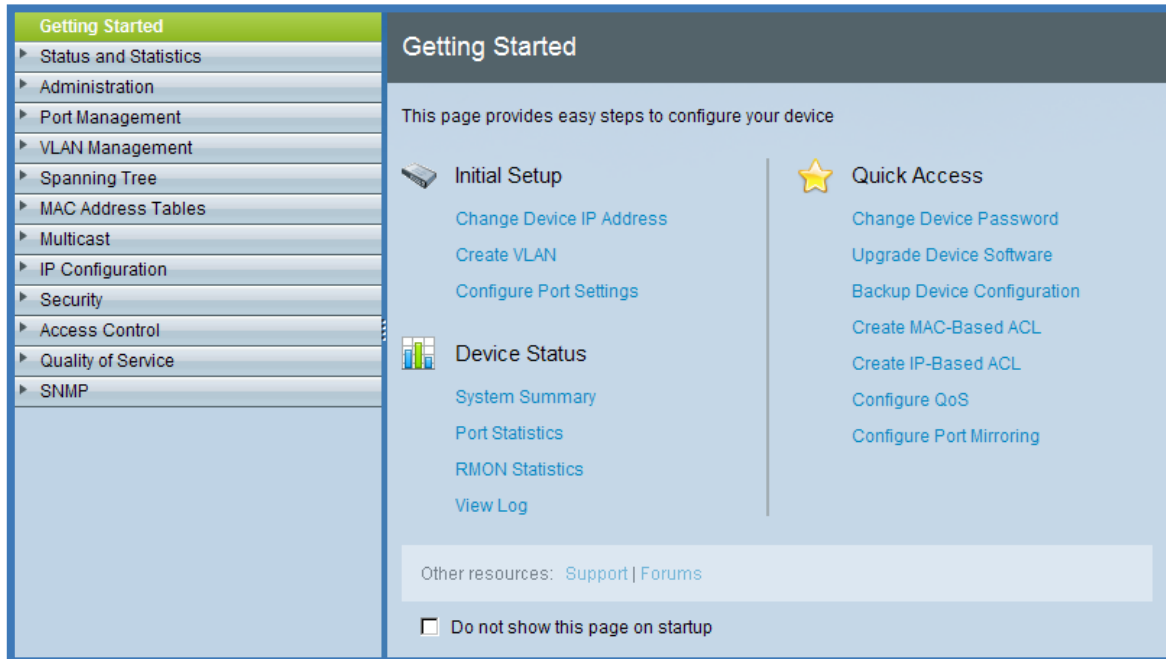 Getting Started
Status and Statistics
Administration
Port Management
VLAN Management
Spanning Tree
MAC Address Tables
Multicast
IP Configuration
Security
Access Control
Quality of Service
SNMP
Getting Started
This page provides easy steps to configure your device
Initial Setup
Change Device IP Address
Create VLAN
Configure Port Settings
Device Status
System Summary
Port Statistics
RMON Statistics
View Log
Quick Access
Change Device Password
Upgrade Device Software
Backup Device Configuration
Create MAC-Based ACL
Create IP-Based ACL
Configure QoS
Configure Port Mirroring
Other resources: Support | Forums
Do not show this page on startup